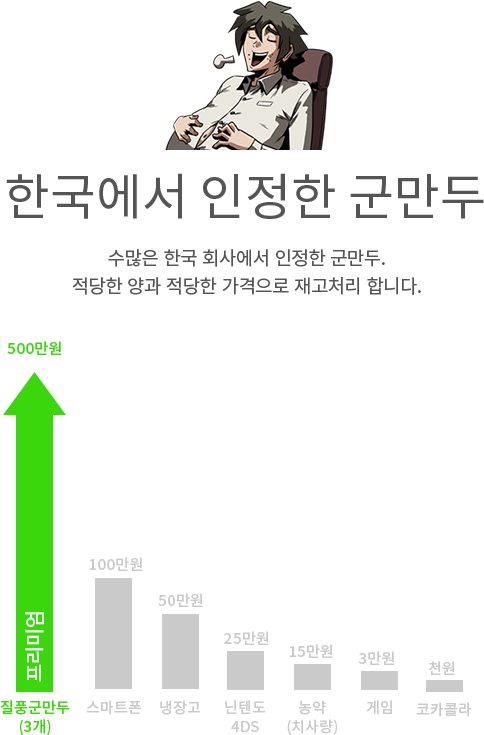 한국에서 인정한 군만두
수많은 한국 회사에서 인정한 군만두.
적당한 양과 적당한 가격으로 재고처리 합니다.
500만원
100만원
50만원
25만원
15만원
3만원
천원
프리미엄
질풍군만두
(3개)
스마트폰
냉장고
닌텐도
4DS
농약
(치사량)
게임
코카콜라